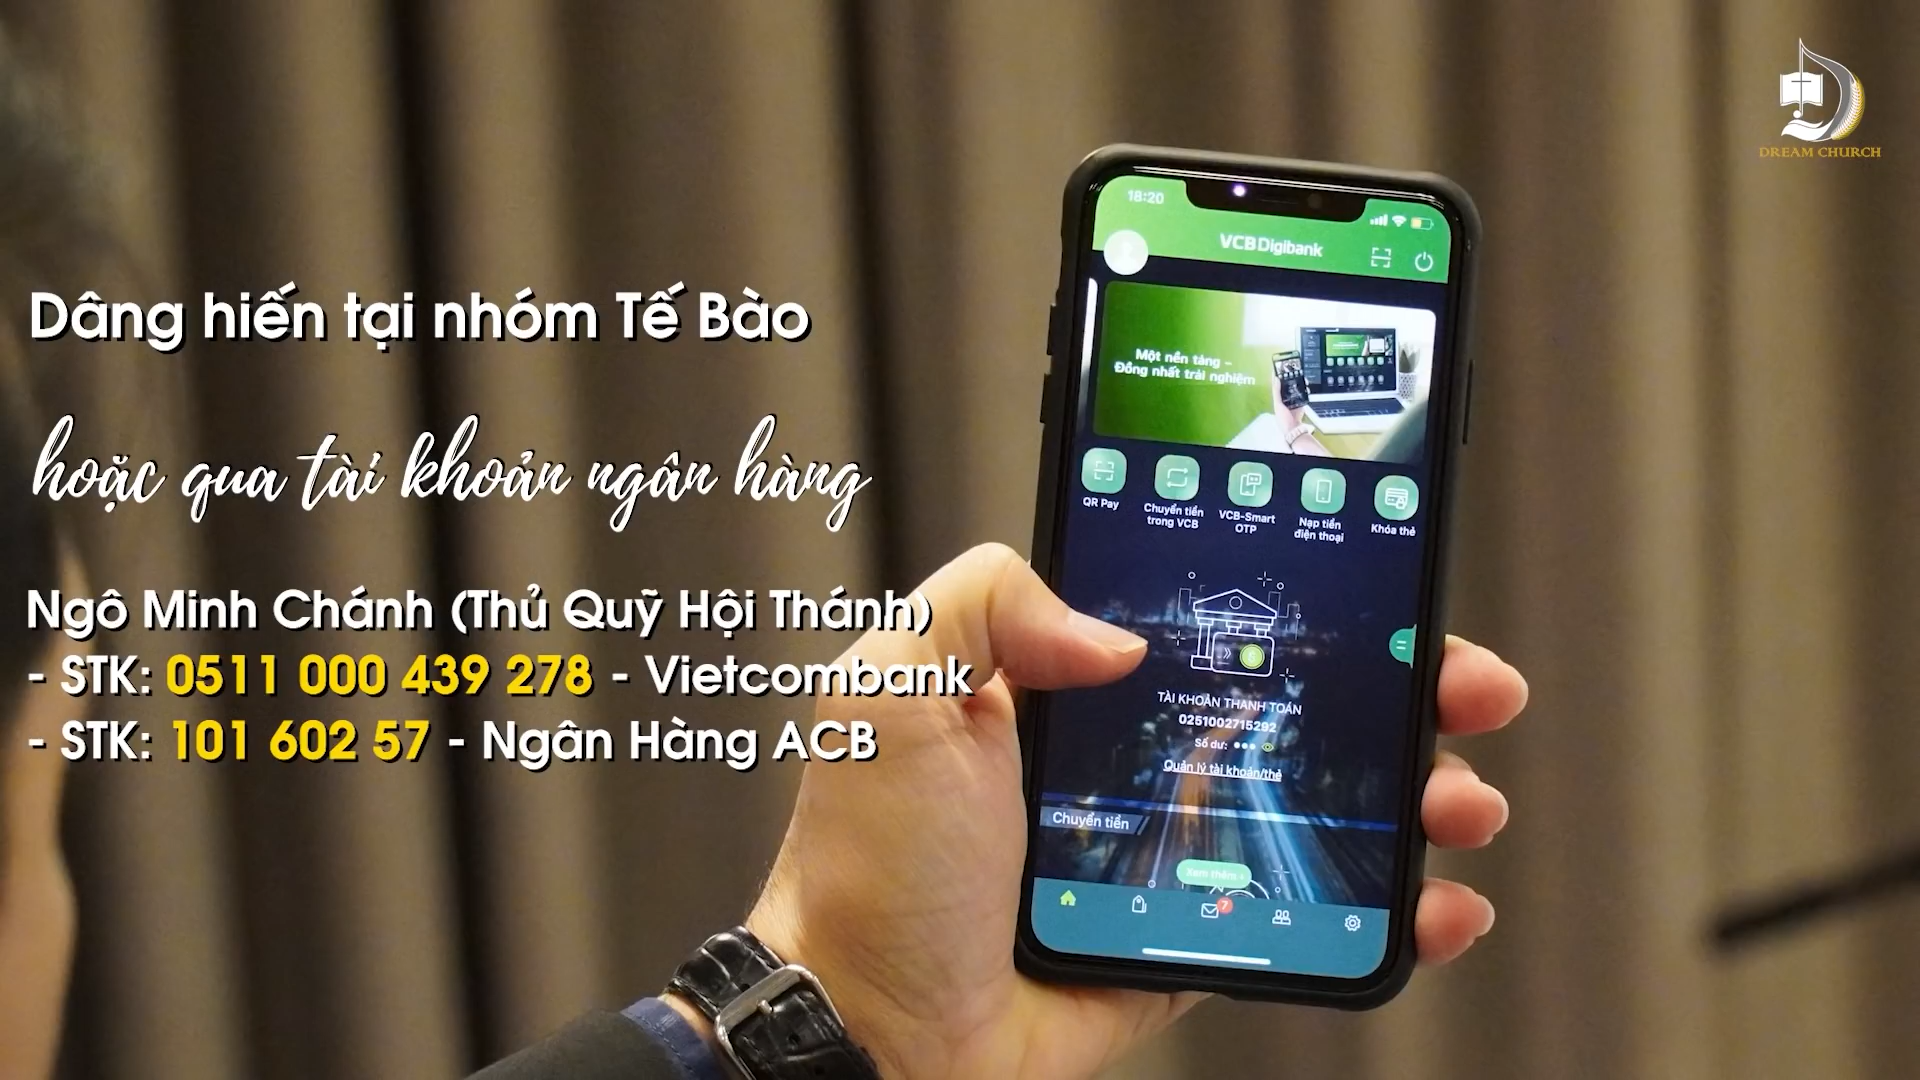 DREAM CHURCH
Dâng hiến tại nhóm Tế Bào
hoặc qua tài khoản ngân hàng
Ngô Minh Chánh (Thủ Quỹ Hội Thánh)
- STK: 0511 000 439 278 - Vietcombank
- STK: 101 602 57 - Ngân Hàng ACB
18:20
VCB Digibank
Một nền tảng –
Đồng nhất trải nghiệm
QR Pay
Chuyển tiền
trong VCB
VCB-Smart
OTP
Nạp tiền
điện thoại
Khóa thẻ
TÀI KHOẢN THANH TOÁN
0251002715292
Số dư: •••
Quản lý tài khoản/thẻ
Chuyển tiền
Xem thêm
7